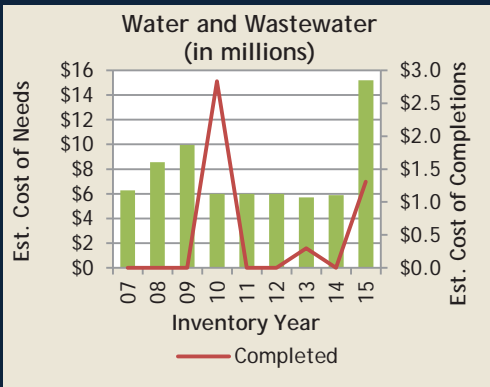 Water and Wastewater
(in millions)
Est. Cost of Needs
$16
$14
$12
$10
$8
$6
$4
$2
$0
$3.0
$2.5
$2.0
$1.5
$1.0
$0.5
$0.0
Est. Cost of Completions
07 08 09 10 11 12 13 14 15
Inventory Year
Completed